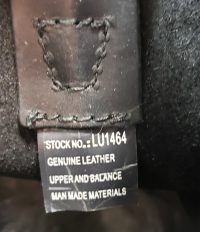 STOCK NO.: LU1464
GENUINE LEATHER
UPPER AND BALANCE
MAN MADE MATERIALS